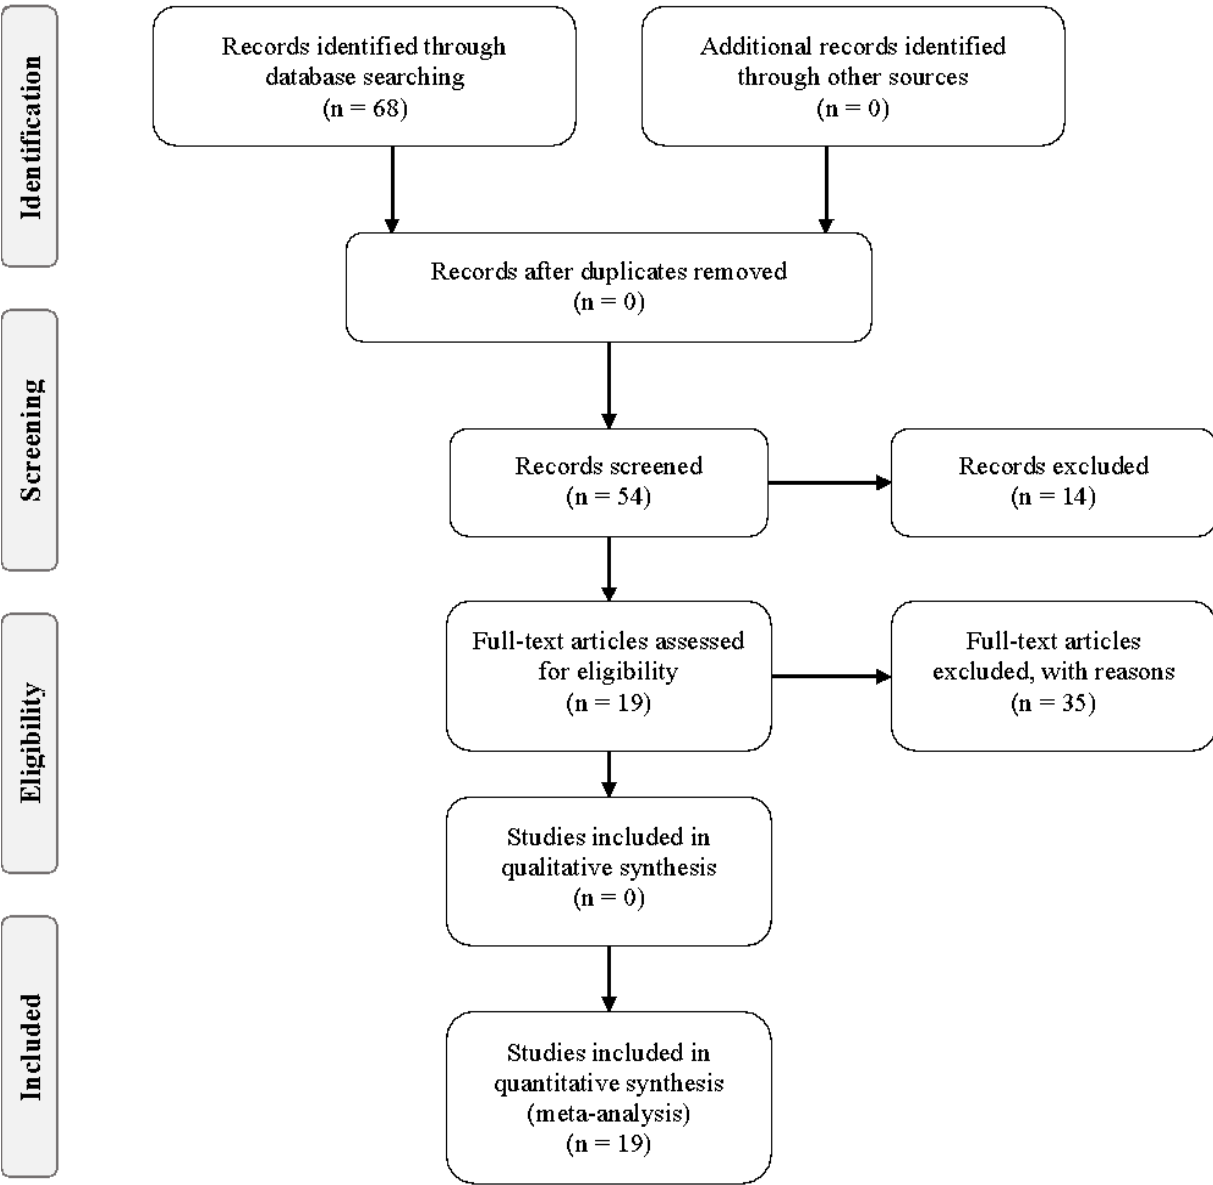 Identification
Records identified through
database searching
(n = 68)
Additional records identified
through other sources
(n = 0)
Records after duplicates removed
(n = 0)
Screening
Records screened
(n = 54)
Records excluded
(n = 14)
Eligibility
Full-text articles assessed
for eligibility
(n = 19)
Full-text articles
excluded, with reasons
(n = 35)
Studies included in
qualitative synthesis
(n = 0)
Included
Studies included in
quantitative synthesis
(meta-analysis)
(n = 19)